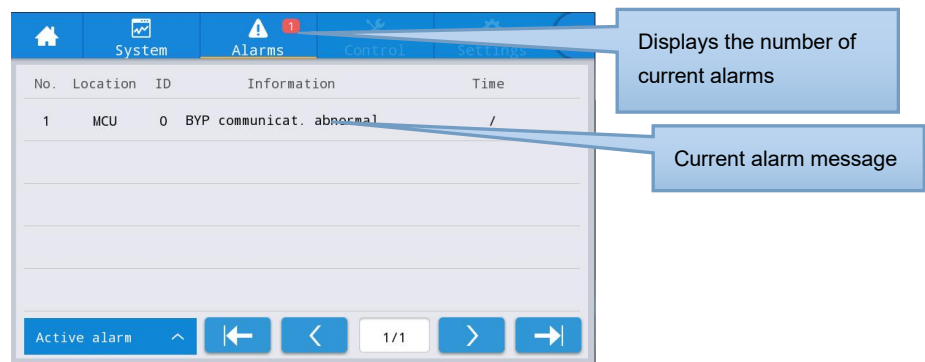 System Alarms 1 Control Settings
Displays the number of
current alarms
No. Location ID Information Time
1 MCU 0 BYP communicat. abnormal /
Current alarm message
Active alarm 1/1